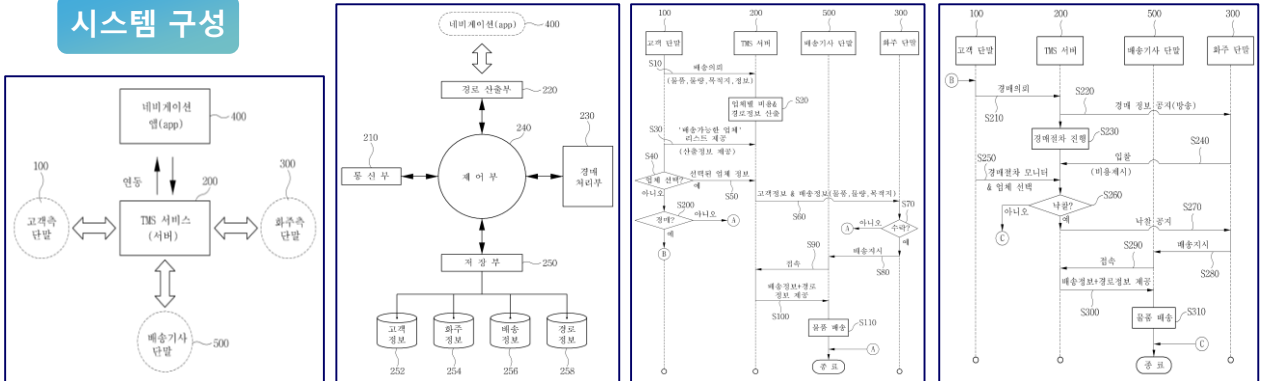 시스템 구성
네비게이션
앱(app)
400
연동
100
200
300
고객측
단말
TMS 서비스
(서버)
화주측
단말
배송기사
단말
500
네비게이션(app)
400
경로 산출부
220
210
240
230
통신부
제어부
경매
처리부
저장부
250
고객
정보
화주
정보
배송
정보
경로
정보
252
254
256
258
100
200
500
300
고객 단말
TMS 서버
배송기사 단말
화주 단말
S10
배송의뢰
(물품,물량,목적지,정보)
S20
업체별 비용&
경로정보 산출
S30
'배송가능한 업체'
리스트 제공
(산출정보 제공)
S40
업체 선택?
선택된 업체 정보
예
S50
아니오
고객정보 & 배송정보(물품,물량,목적지)
S60
S70
S200
경매?
아니오
A
A
아니오
수락?
예
예
B
S90
배송지시
S80
접속
배송정보+경로
정보 제공
S100
S110
물품 배송
A
종료
100
200
500
300
고객 단말
TMS 서버
배송기사 단말
화주 단말
B
경매의뢰
S210
S220
경매 정보 공지(방송)
경매절차 진행
S230
S240
입찰
(비용제시)
S250
경매절차 모니터
& 업체 선택
S260
낙찰?
아니오
예
C
S270
낙찰 공지
S290
배송지시
S280
접속
배송정보+경로정보 제공
S300
S310
물품 배송
C
종료